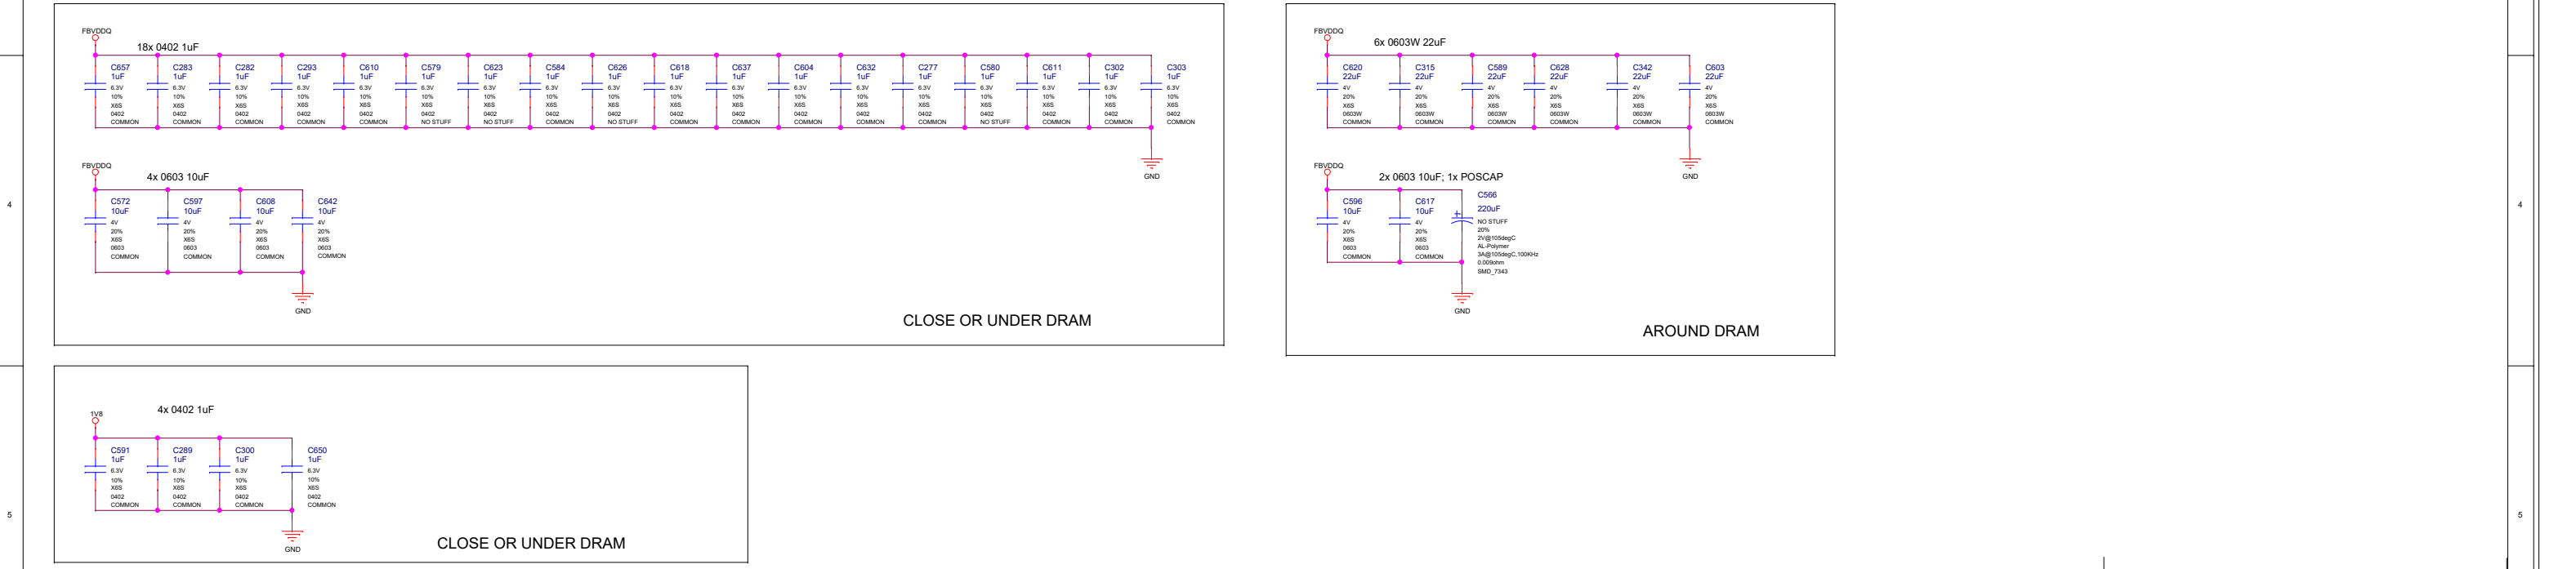 FBVDDQ
18x 0402 1uF
C657 C283 C282 C293 C610 C579 C623 C584 C626 C618 C637 C604 C632 C277 C580 C611 C302 C303
1uF 1uF 1uF 1uF 1uF 1uF 1uF 1uF 1uF 1uF 1uF 1uF 1uF 1uF 1uF 1uF 1uF 1uF
6.3V 6.3V 6.3V 6.3V 6.3V 6.3V 6.3V 6.3V 6.3V 6.3V 6.3V 6.3V 6.3V 6.3V 6.3V 6.3V 6.3V 6.3V
10% 10% 10% 10% 10% 10% 10% 10% 10% 10% 10% 10% 10% 10% 10% 10% 10% 10%
X6S X6S X6S X6S X6S X6S X6S X6S X6S X6S X6S X6S X6S X6S X6S X6S X6S X6S
0402 0402 0402 0402 0402 0402 0402 0402 0402 0402 0402 0402 0402 0402 0402 0402 0402 0402
COMMON COMMON COMMON COMMON COMMON NO STUFF NO STUFF COMMON NO STUFF COMMON COMMON COMMON COMMON COMMON NO STUFF COMMON COMMON COMMON
GND
FBVDDQ
4x 0603 10uF
C572 C597 C608 C642
10uF 10uF 10uF 10uF
4V 4V 4V 4V
20% 20% 20% 20%
X6S X6S X6S X6S
0603 0603 0603 0603
COMMON COMMON COMMON COMMON
GND
CLOSE OR UNDER DRAM
FBVDDQ
6x 0603W 22uF
C620 C315 C589 C628 C342 C603
22uF 22uF 22uF 22uF 22uF 22uF
4V 4V 4V 4V 4V 4V
20% 20% 20% 20% 20% 20%
X6S X6S X6S X6S X6S X6S
0603W 0603W 0603W 0603W 0603W 0603W
COMMON COMMON COMMON COMMON COMMON COMMON
GND
FBVDDQ
2x 0603 10uF; 1x POSCAP
C596 C617
10uF 10uF
4V 4V
20% 20%
X6S X6S
0603 0603
COMMON COMMON
C566
220uF
+
NO STUFF
20%
2V@105degC
AL-Polymer
3A@105degC,100KHz
0.009ohm
SMD_7343
GND
AROUND DRAM
4
4
1V8
4x 0402 1uF
C591 C289 C300 C650
1uF 1uF 1uF 1uF
6.3V 6.3V 6.3V 6.3V
10% 10% 10% 10%
X6S X6S X6S X6S
0402 0402 0402 0402
COMMON COMMON COMMON COMMON
GND
CLOSE OR UNDER DRAM
5
5